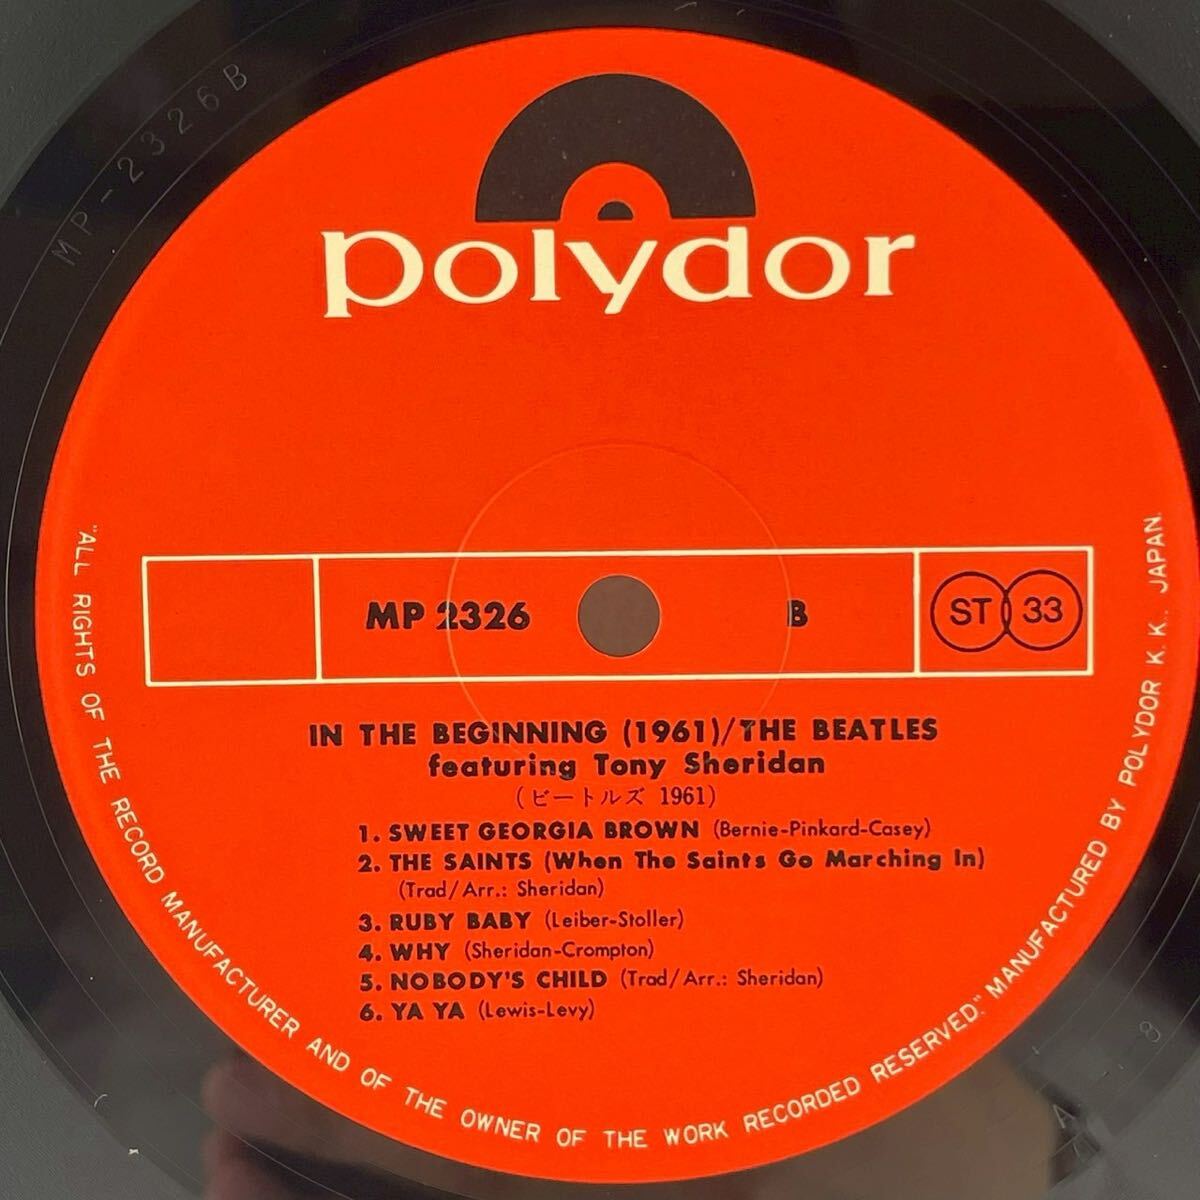 MP-2326B
polydor
MP 2326 B ST 33
IN THE BEGINNING (1961)/THE BEATLES
featuring Tony Sheridan
(ビートルズ 1961)
1. SWEET GEORGIA BROWN (Bernie-Pinkard-Casey)
2. THE SAINTS (When The Saints Go Marching In)
(Trad/Arr.: Sheridan)
3. RUBY BABY (Leiber-Stoller)
4. WHY (Sheridan-Crompton)
5. NOBODY'S CHILD (Trad/Arr.: Sheridan)
6. YA YA (Lewis-Levy)
"ALL RIGHTS OF THE RECORD MANUFACTURER AND OF THE OWNER OF THE WORK RECORDED RESERVED." MANUFACTURED BY POLYDOR K.K., JAPAN.